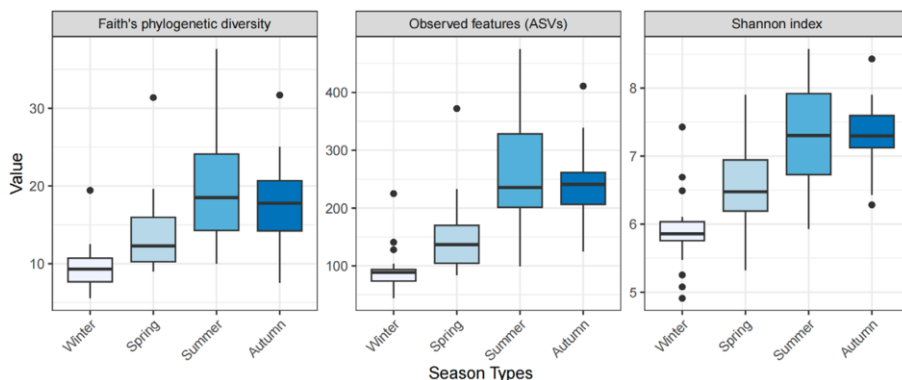 Faith's phylogenetic diversity
Observed features (ASVs)
Shannon index
Value
30
20
10
400
300
200
100
8
7
6
5
Winter
Spring
Summer
Autumn
Winter
Spring
Summer
Autumn
Winter
Spring
Summer
Autumn
Season Types